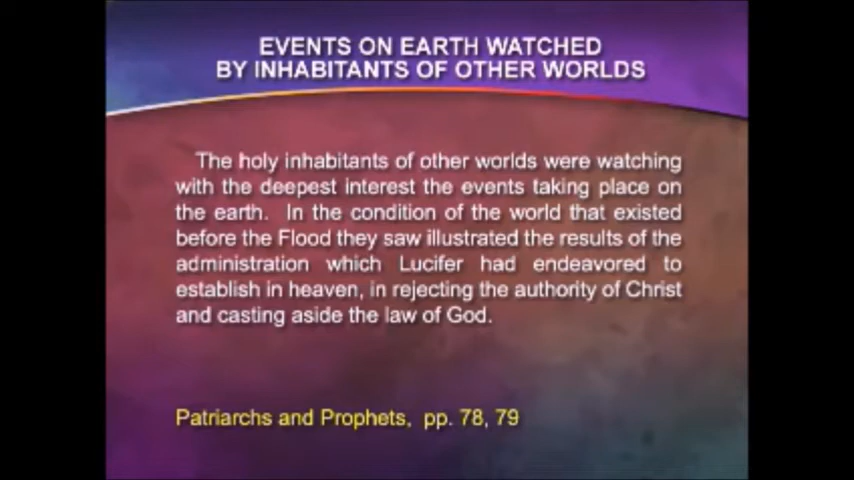 EVENTS ON EARTH WATCHED
BY INHABITANTS OF OTHER WORLDS
The holy inhabitants of other worlds were watching
with the deepest interest the events taking place on
the earth. In the condition of the world that existed
before the Flood they saw illustrated the results of the
administration which Lucifer had endeavored to
establish in heaven, in rejecting the authority of Christ
and casting aside the law of God.
Patriarchs and Prophets, pp. 78, 79